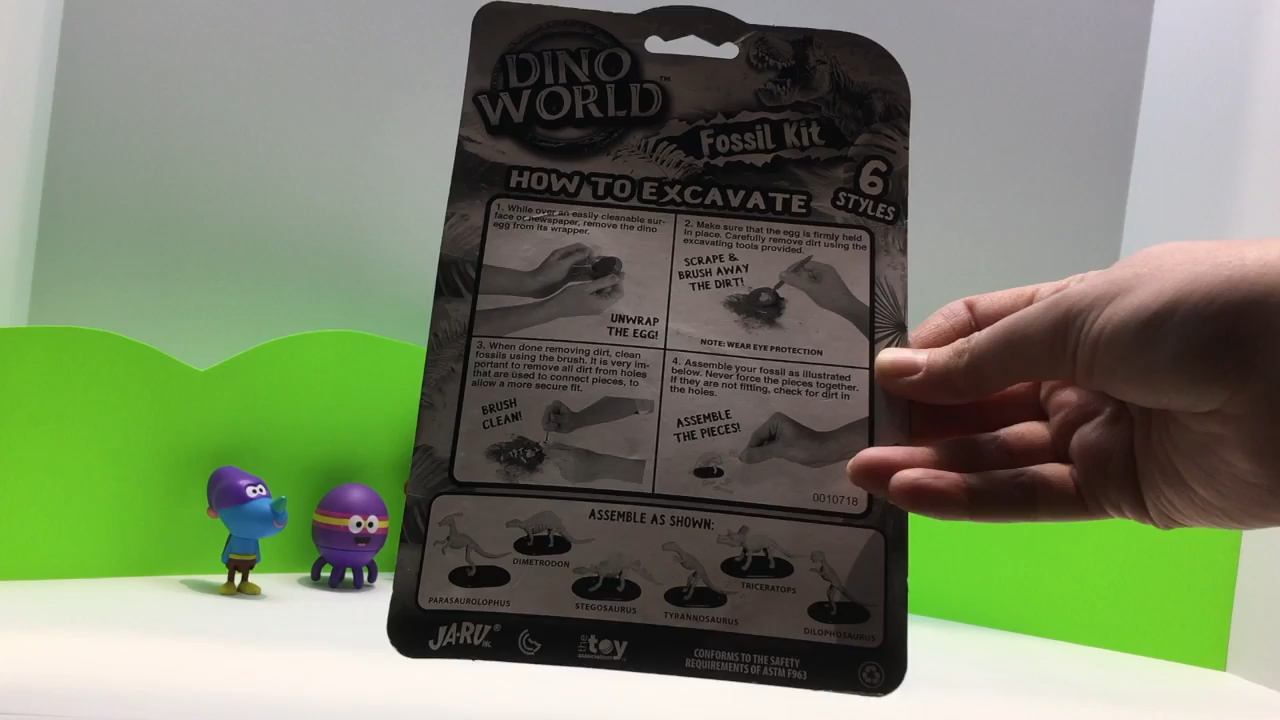 DINO
WORLD™
Fossil Kit
6
STYLES
HOW TO EXCAVATE
1. While over an easily cleanable sur-
face or newspaper, remove the dino
egg from its wrapper.
UNWRAP
THE EGG!
2. Make sure that the egg is firmly held
in place. Carefully remove dirt using the
excavating tools provided.
SCRAPE &
BRUSH AWAY
THE DIRT!
NOTE: WEAR EYE PROTECTION
3. When done removing dirt, clean
fossils using the brush. It is very im-
portant to remove all dirt from holes
that are used to connect pieces, to
allow a more secure fit.
BRUSH
CLEAN!
4. Assemble your fossil as illustrated
below. Never force the pieces together.
If they are not fitting, check for dirt in
the holes.
ASSEMBLE
THE PIECES!
0010718
ASSEMBLE AS SHOWN:
PARASAUROLOPHUS
DIMETRODON
STEGOSAURUS
TYRANNOSAURUS
TRICERATOPS
DILOPHOSAURUS
JA-RU® INC
the toy
association
CONFORMS TO THE SAFETY
REQUIREMENTS OF ASTM F963